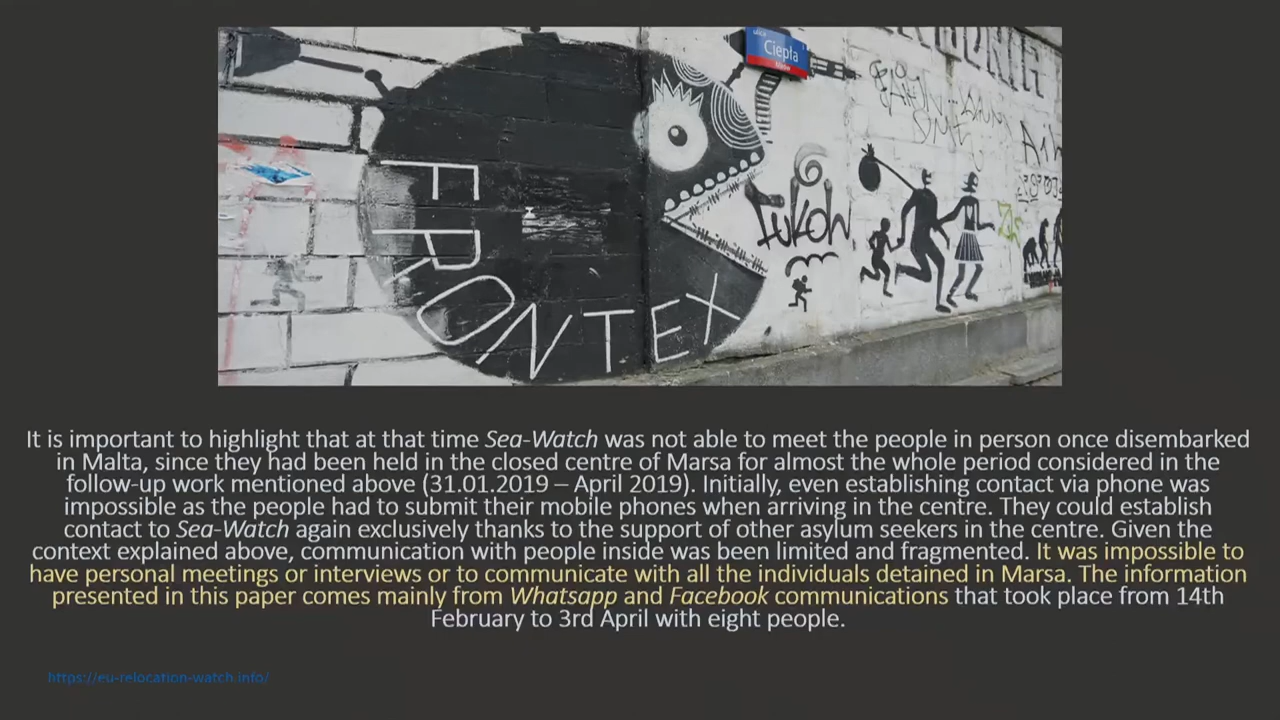 ulica
Ciepła
FRONTEX
It is important to highlight that at that time Sea-Watch was not able to meet the people in person once disembarked
in Malta, since they had been held in the closed centre of Marsa for almost the whole period considered in the
follow-up work mentioned above (31.01.2019 – April 2019). Initially, even establishing contact via phone was
impossible as the people had to submit their mobile phones when arriving in the centre. They could establish
contact to Sea-Watch again exclusively thanks to the support of other asylum seekers in the centre. Given the
context explained above, communication with people inside was been limited and fragmented. It was impossible to
have personal meetings or interviews or to communicate with all the individuals detained in Marsa. The information
presented in this paper comes mainly from Whatsapp and Facebook communications that took place from 14th
February to 3rd April with eight people.
https://eu-relocation-watch.info/